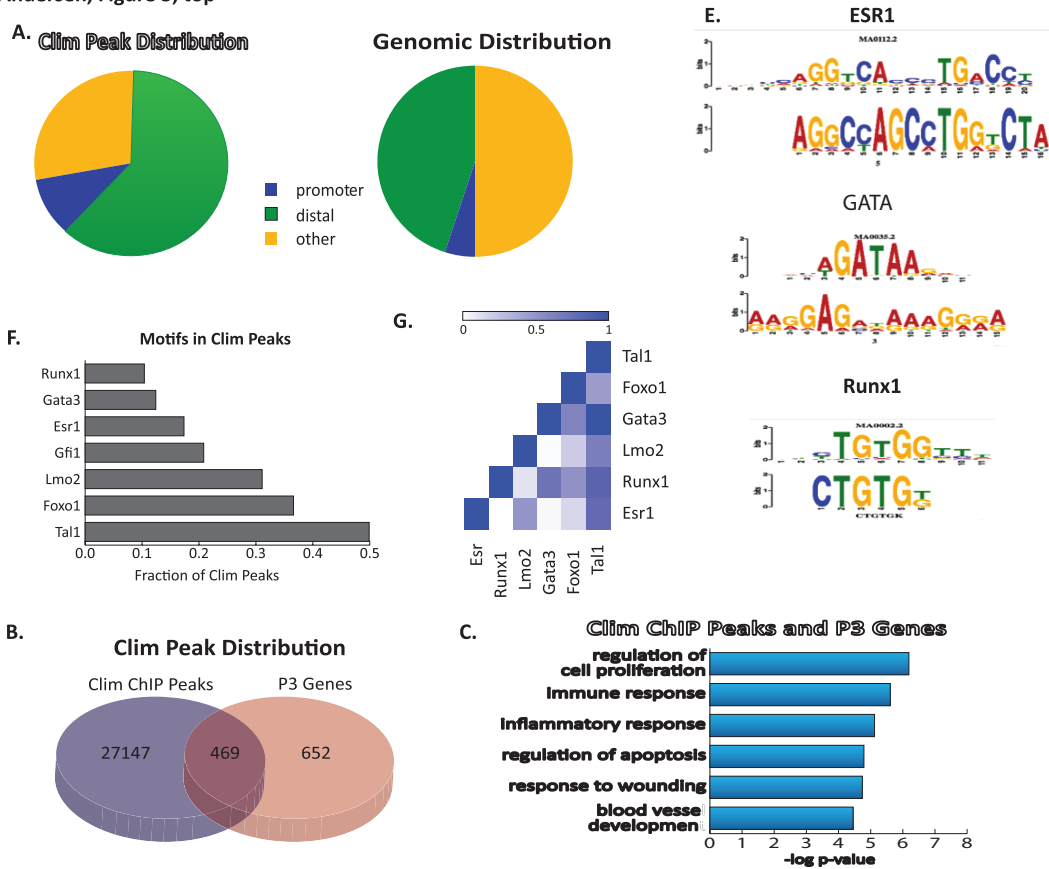 A.
Clim Peak Distribution
Genomic Distribution
promoter
distal
other
E.
ESR1
MA0112.2
GATA
MA0035.2
Runx1
MA0002.2
CTGTGK
F.
Motifs in Clim Peaks
Runx1
Gata3
Esr1
Gfi1
Lmo2
Foxo1
Tal1
0.0 0.1 0.2 0.3 0.4 0.5
Fraction of Clim Peaks
G.
0 0.5 1
Tal1
Foxo1
Gata3
Lmo2
Runx1
Esr1
Esr Runx1 Lmo2 Gata3 Foxo1 Tal1
B.
Clim Peak Distribution
Clim ChIP Peaks P3 Genes
27147 469 652
C.
Clim ChIP Peaks and P3 Genes
regulation of
cell proliferation
immune response
inflammatory response
regulation of apoptosis
response to wounding
blood vesse
developmen
0 1 2 3 4 5 6 7 8
-log p-value